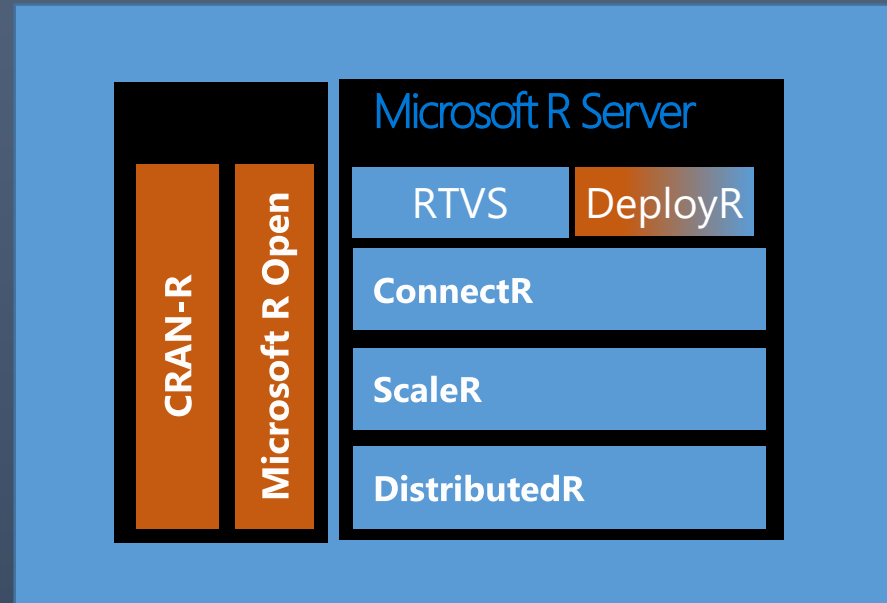 CRAN-R
Microsoft R Open
Microsoft R Server
RTVS
DeployR
ConnectR
ScaleR
DistributedR